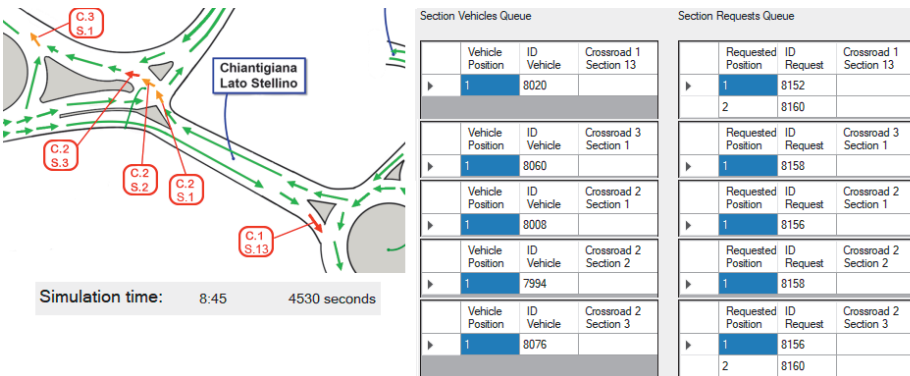 C.3
S.1
Chiantigiana
Lato Stellino
C.2
S.3
C.2
S.2
C.2
S.1
C.1
S.13
Simulation time: 8:45 4530 seconds
Section Vehicles Queue
Vehicle Position ID Vehicle Crossroad 1 Section 13
1 8020
Vehicle Position ID Vehicle Crossroad 3 Section 1
1 8060
Vehicle Position ID Vehicle Crossroad 2 Section 1
1 8008
Vehicle Position ID Vehicle Crossroad 2 Section 2
1 7994
Vehicle Position ID Vehicle Crossroad 2 Section 3
1 8076
Section Requests Queue
Requested Position ID Request Crossroad 1 Section 13
1 8152
2 8160
Requested Position ID Request Crossroad 3 Section 1
1 8158
Requested Position ID Request Crossroad 2 Section 1
1 8156
Requested Position ID Request Crossroad 2 Section 2
1 8158
Requested Position ID Request Crossroad 2 Section 3
1 8156
2 8160